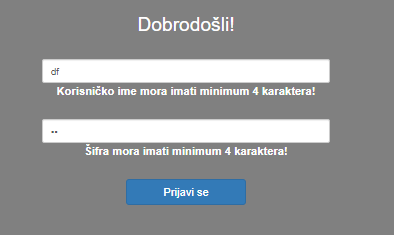 Dobrodošli!
df
Korisničko ime mora imati minimum 4 karaktera!
••
Šifra mora imati minimum 4 karaktera!
Prijavi se